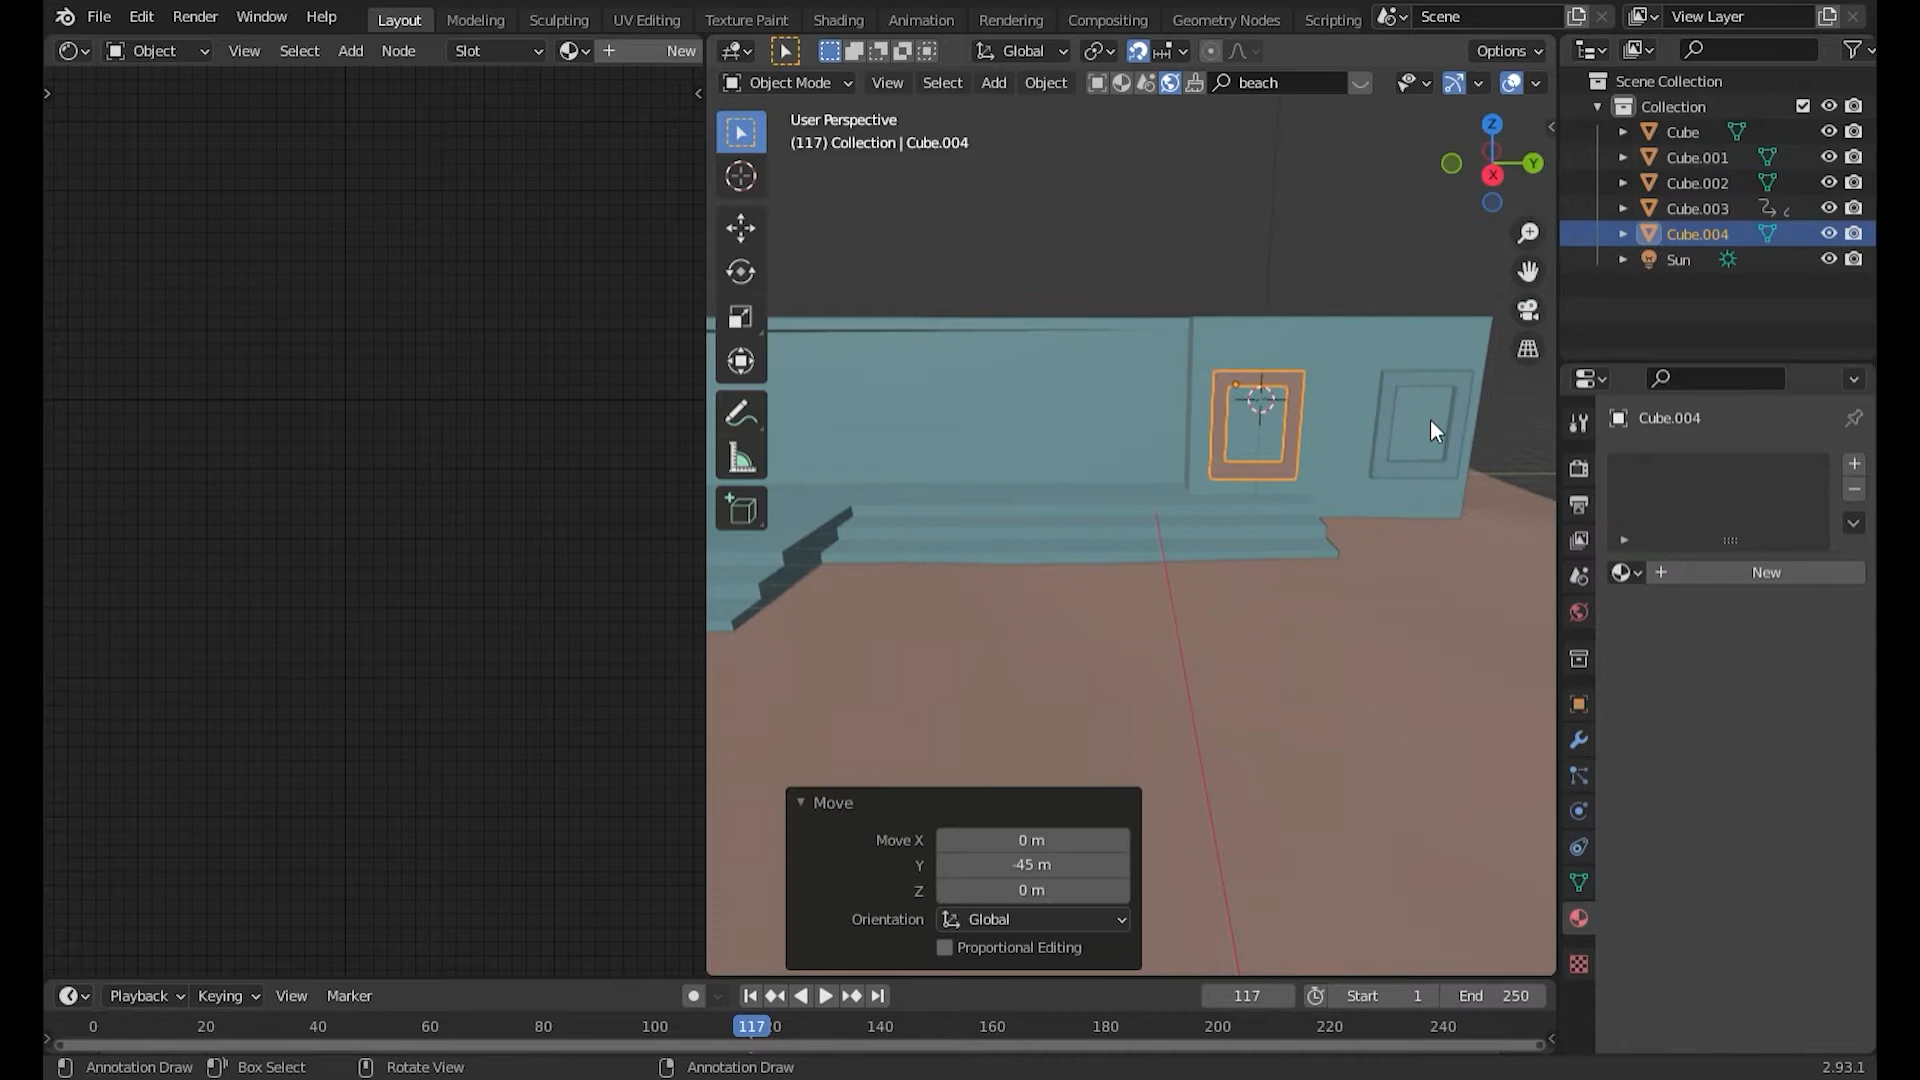 File Edit Render Window Help Layout Modeling Sculpting UV Editing Texture Paint Shading Animation Rendering Compositing Geometry Nodes Scripting Scene View Layer
Object View Select Add Node Slot New Global Options
Object Mode View Select Add Object beach
User Perspective
(117) Collection | Cube.004
Z
Y
X
Scene Collection
Collection
Cube
Cube.001
Cube.002
Cube.003
Cube.004
Sun
Cube.004
New
Move
Move X 0 m
Y -45 m
Z 0 m
Orientation Global
Proportional Editing
Playback Keying View Marker 117 Start 1 End 250
0 20 40 60 80 100 117 140 160 180 200 220 240
Annotation Draw Box Select Rotate View Annotation Draw 2.93.1